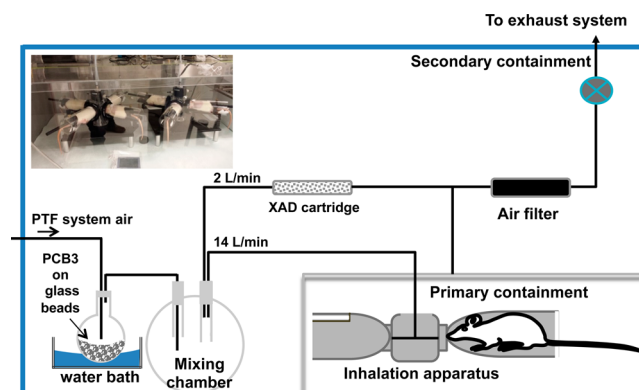 To exhaust system
Secondary containment
2 L/min
XAD cartridge
Air filter
PTF system air
14 L/min
PCB3
on
glass
beads
Primary containment
water bath
Mixing
chamber
Inhalation apparatus